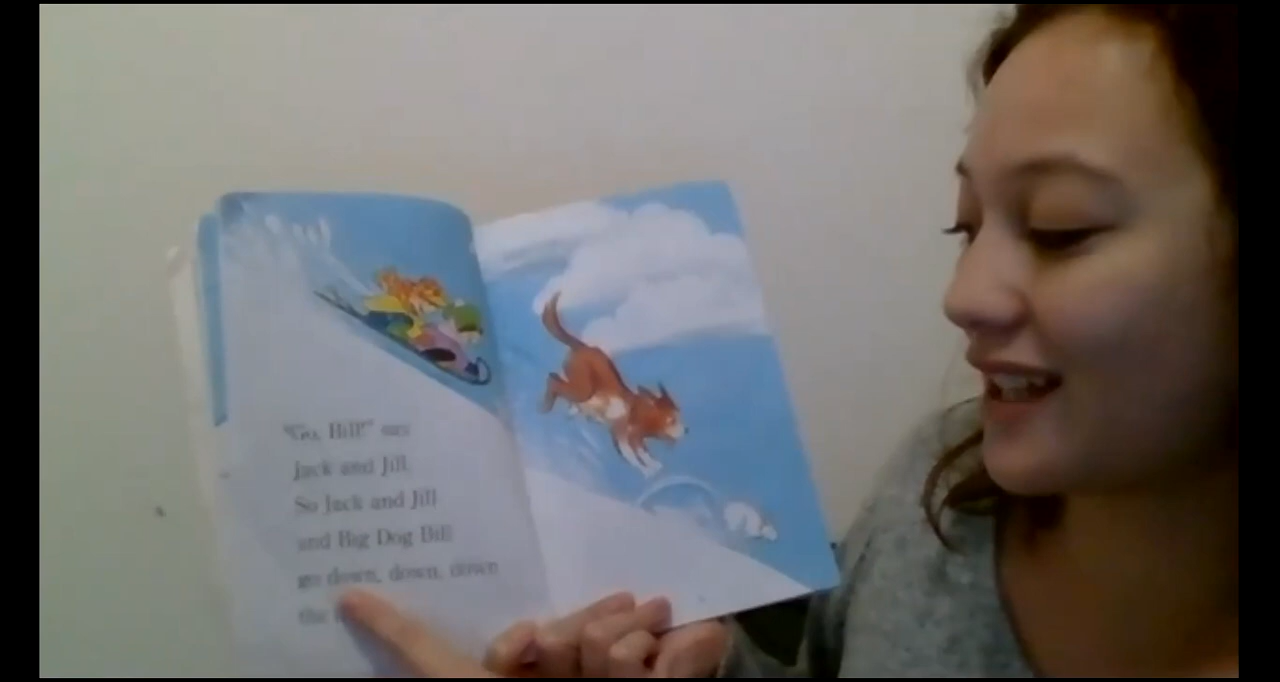 "Go, Bill!" say
Jack and Jill.
So Jack and Jill
and Big Dog Bill
go down, down, down
the